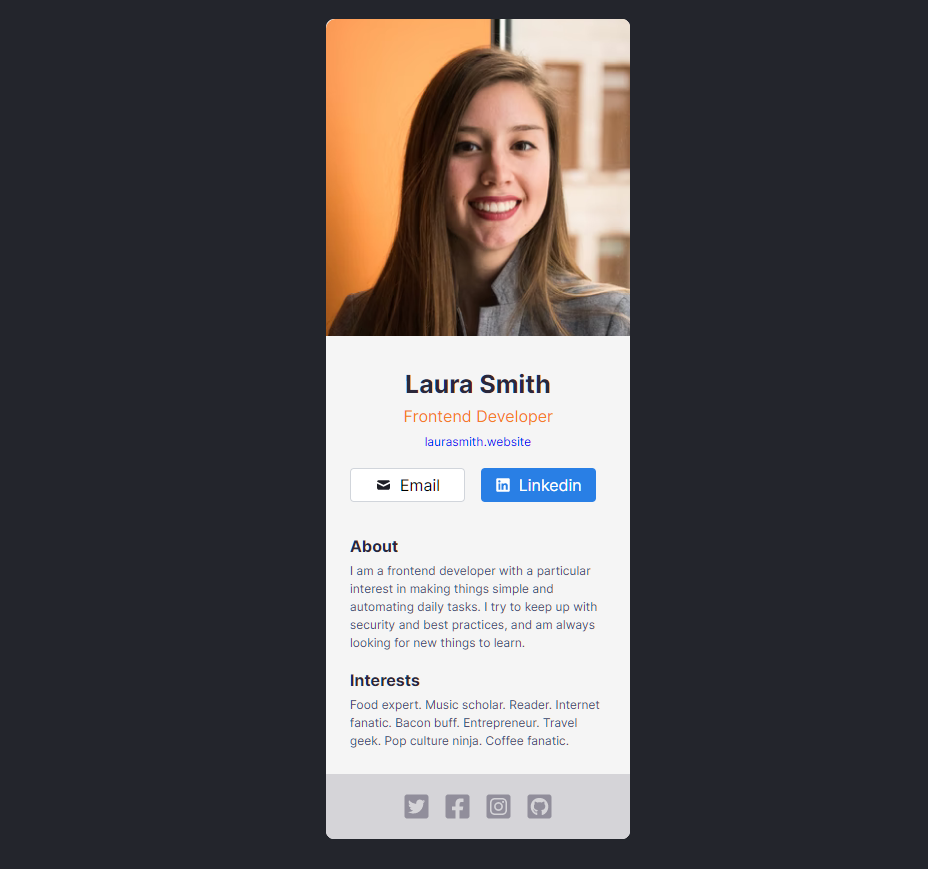 Laura Smith
Frontend Developer
laurasmith.website
Email
Linkedin
About
I am a frontend developer with a particular
interest in making things simple and
automating daily tasks. I try to keep up with
security and best practices, and am always
looking for new things to learn.
Interests
Food expert. Music scholar. Reader. Internet
fanatic. Bacon buff. Entrepreneur. Travel
geek. Pop culture ninja. Coffee fanatic.